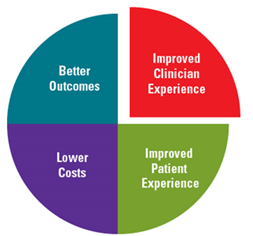 Better
Outcomes
Improved
Clinician
Experience
Lower
Costs
Improved
Patient
Experience